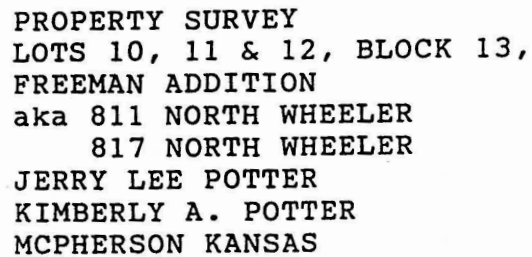 PROPERTY SURVEY
LOTS 10, 11 & 12, BLOCK 13,
FREEMAN ADDITION
aka 811 NORTH WHEELER
817 NORTH WHEELER
JERRY LEE POTTER
KIMBERLY A. POTTER
MCPHERSON KANSAS